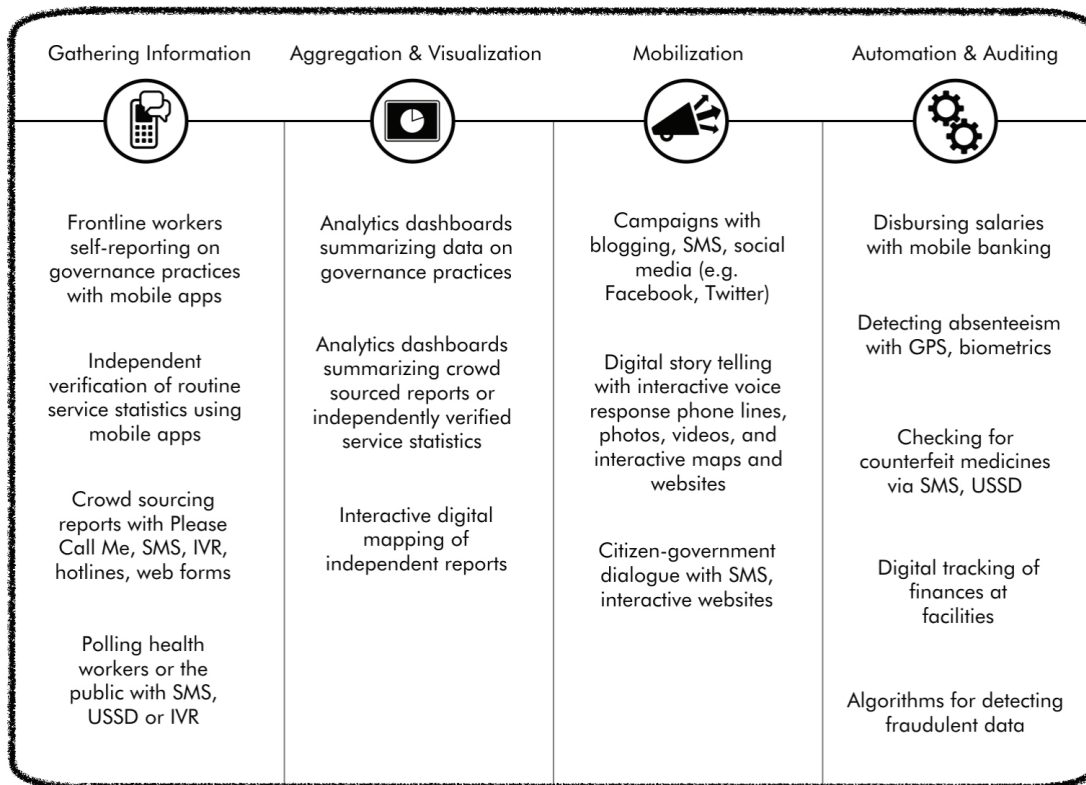 Gathering Information
Frontline workers
self-reporting on
governance practices
with mobile apps
Independent
verification of routine
service statistics using
mobile apps
Crowd sourcing
reports with Please
Call Me, SMS, IVR,
hotlines, web forms
Polling health
workers or the
public with SMS,
USSD or IVR
Aggregation & Visualization
Analytics dashboards
summarizing data on
governance practices
Analytics dashboards
summarizing crowd
sourced reports or
independently verified
service statistics
Interactive digital
mapping of
independent reports
Mobilization
Campaigns with
blogging, SMS, social
media (e.g.
Facebook, Twitter)
Digital story telling
with interactive voice
response phone lines,
photos, videos, and
interactive maps and
websites
Citizen-government
dialogue with SMS,
interactive websites
Automation & Auditing
Disbursing salaries
with mobile banking
Detecting absenteeism
with GPS, biometrics
Checking for
counterfeit medicines
via SMS, USSD
Digital tracking of
finances at
facilities
Algorithms for detecting
fraudulent data